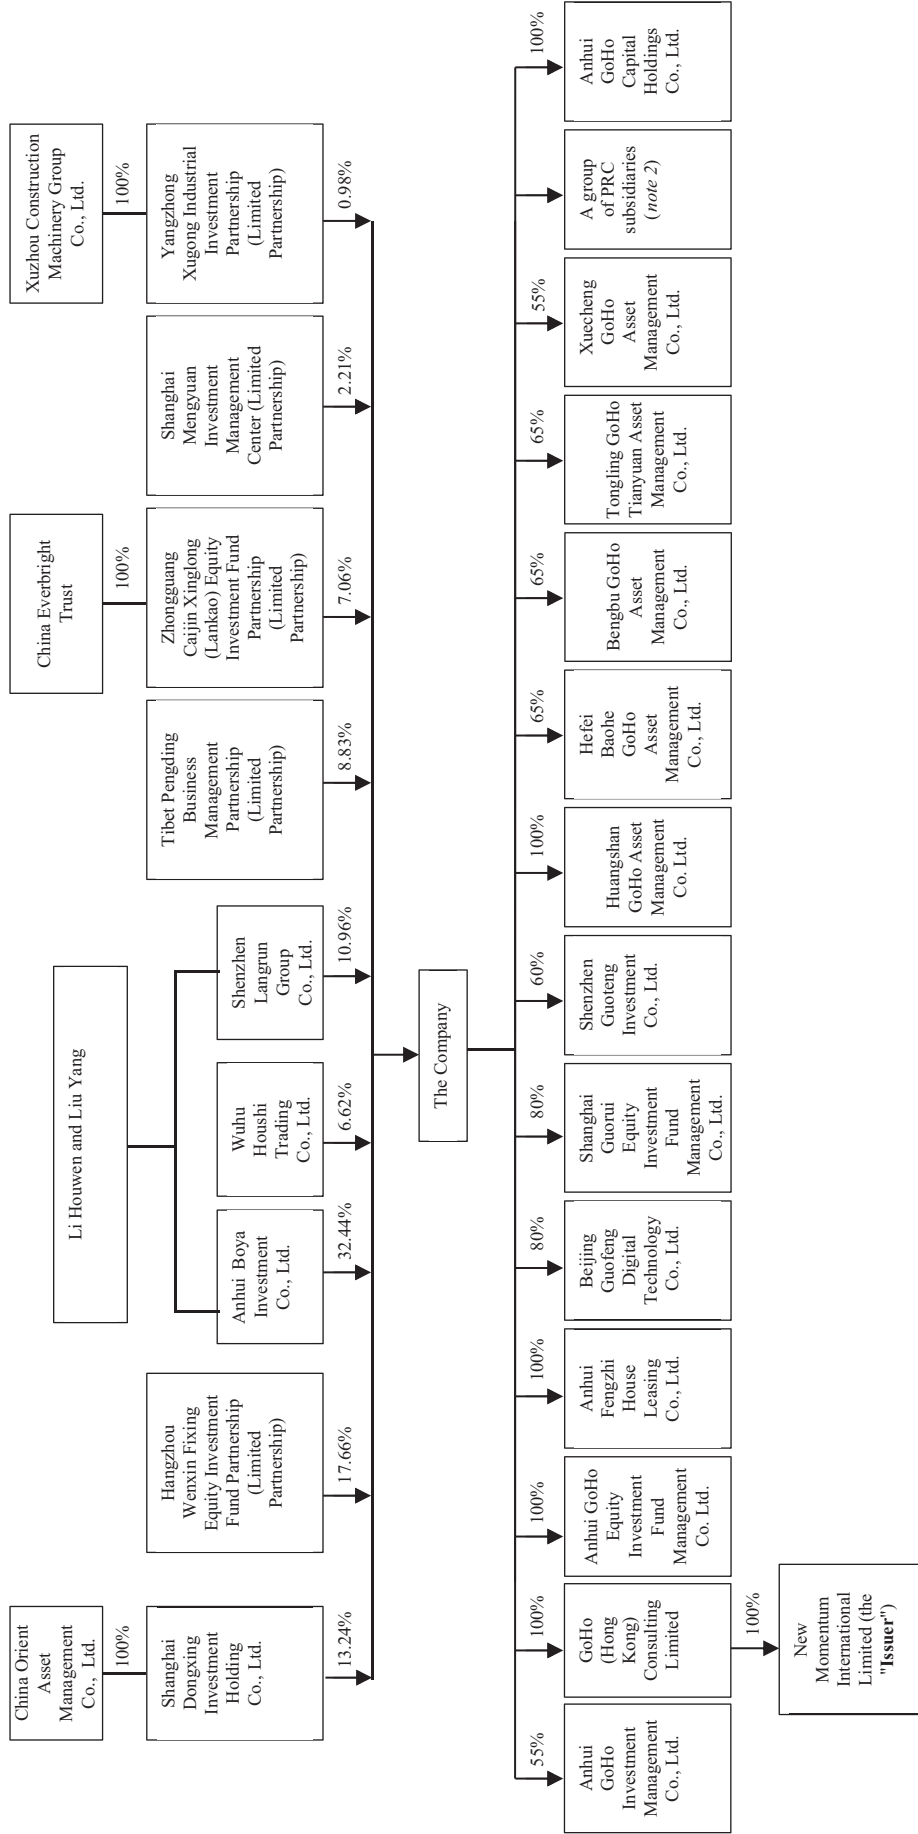 China Orient
Asset
Management
Co., Ltd.
Li Houwen and Liu Yang
China Everbright
Trust
Xuzhou Construction
Machinery Group
Co., Ltd.
100%
100%
100%
Shanghai
Dongxing
Investment
Holding
Co., Ltd.
Hangzhou
Wenxin Fixing
Equity Investment
Fund Partnership
(Limited
Partnership)
Anhui Boya
Investment
Co., Ltd.
Wuhu
Houshi
Trading
Co., Ltd.
Shenzhen
Langrun
Group
Co., Ltd.
Tibet Pengding
Business
Management
Partnership
(Limited
Partnership)
Zhongguang
Caijin Xinglong
(Lankao) Equity
Investment Fund
Partnership
(Limited
Partnership)
Shanghai
Mengyuan
Investment
Management
Center (Limited
Partnership)
Yangzhong
Xugong Industrial
Investment
Partnership
(Limited
Partnership)
13.24%
17.66%
32.44%
6.62%
10.96%
8.83%
7.06%
2.21%
0.98%
The Company
55%
100%
100%
100%
80%
80%
60%
100%
65%
65%
65%
55%
100%
Anhui
GoHo
Investment
Management
Co., Ltd.
GoHo
(Hong
Kong)
Consulting
Limited
Anhui GoHo
Equity
Investment
Fund
Management
Co. Ltd.
Anhui
Fengzhi
House
Leasing
Co., Ltd.
Beijing
Guofeng
Digital
Technology
Co., Ltd.
Shanghai
Guorui
Equity
Investment
Fund
Management
Co., Ltd.
Shenzhen
Guoteng
Investment
Co., Ltd.
Huangshan
GoHo Asset
Management
Co. Ltd.
Hefei
Baohe
GoHo
Asset
Management
Co., Ltd.
Bengbu GoHo
Asset
Management
Co., Ltd.
Tongling GoHo
Tianyuan Asset
Management
Co., Ltd.
Xuecheng
GoHo
Asset
Management
Co., Ltd.
A group
of PRC
subsidiaries
(note 2)
Anhui
GoHo
Capital
Holdings
Co., Ltd.
100%
New
Momentum
International
Limited (the
"Issuer")